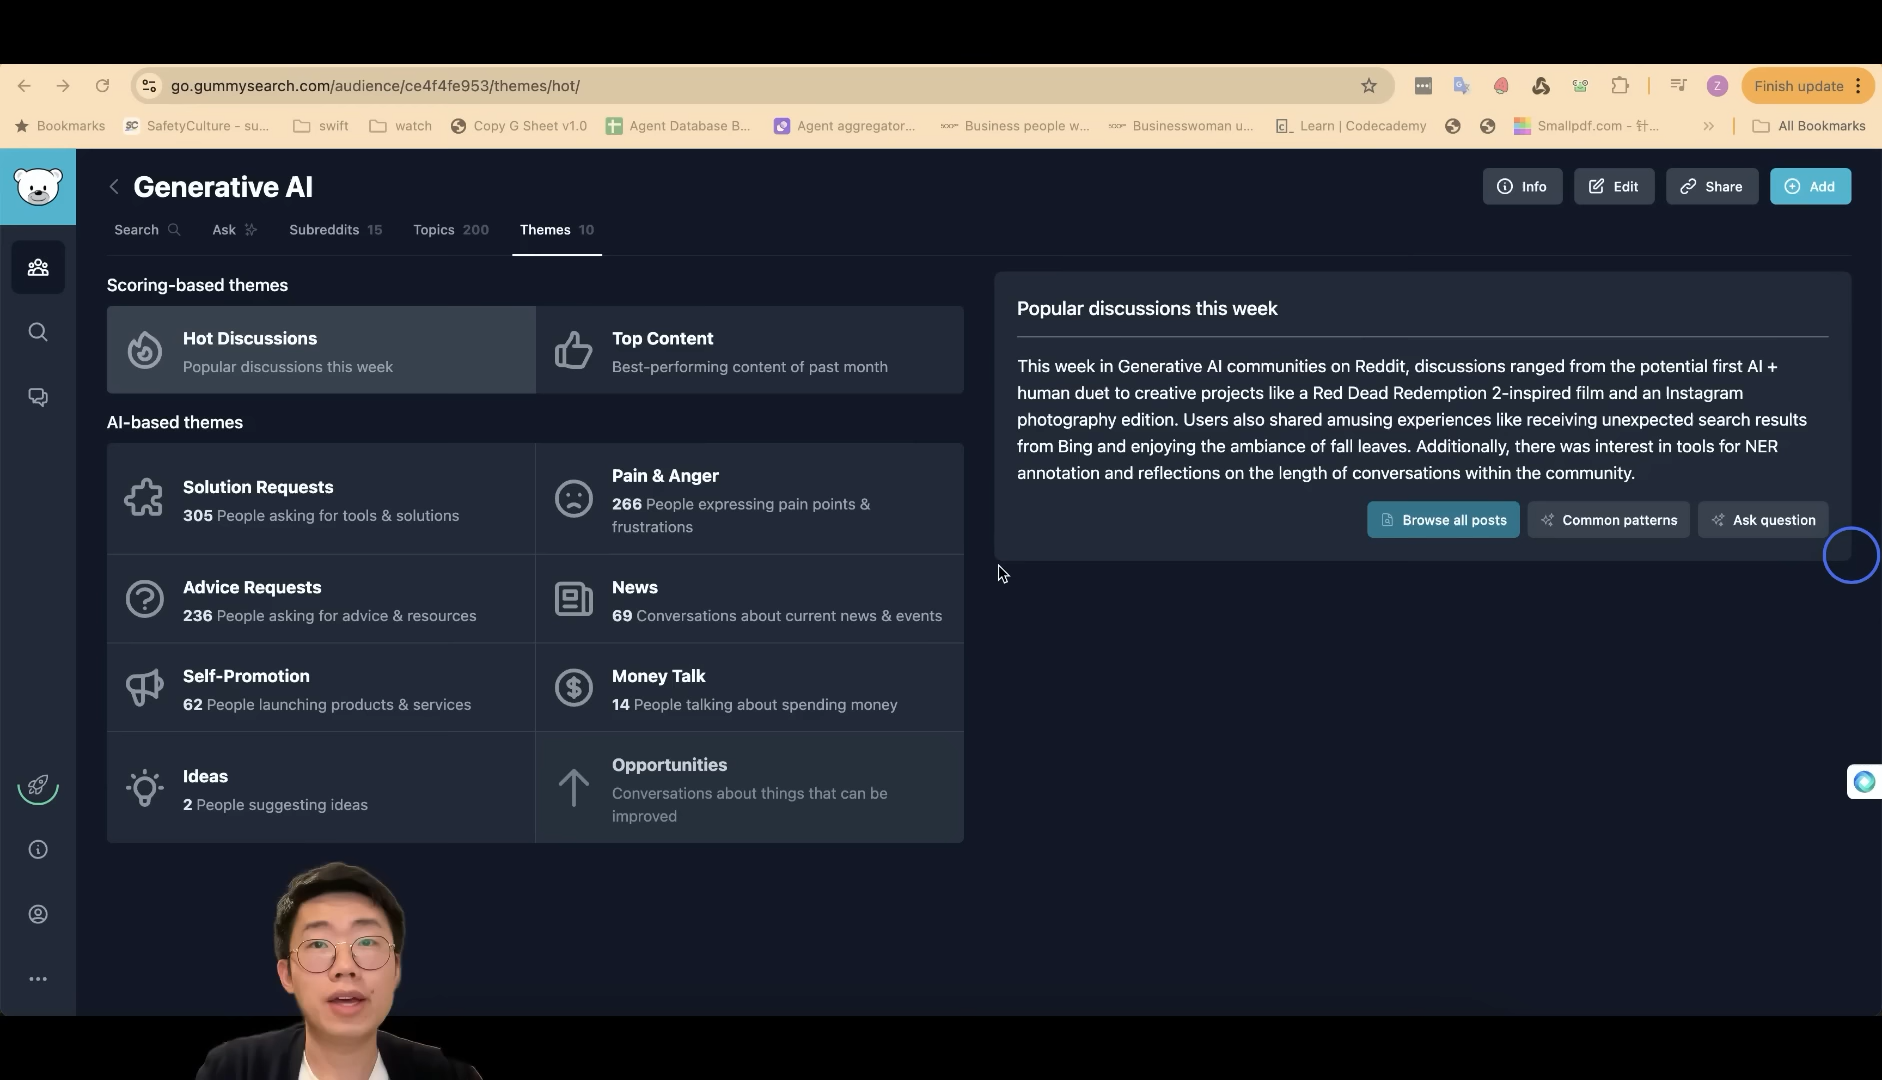 go.gummysearch.com/audience/ce4f4fe953/themes/hot/
Z
Finish update
Bookmarks
SC
SafetyCulture - su...
swift
watch
Copy G Sheet v1.0
Agent Database B...
Agent aggregator...
Business people w...
Businesswoman u...
Learn | Codecademy
Smallpdf.com - 针...
All Bookmarks
Generative AI
Info
Edit
Share
Add
Search
Ask
Subreddits 15
Topics 200
Themes 10
Scoring-based themes
Hot Discussions
Popular discussions this week
Top Content
Best-performing content of past month
AI-based themes
Solution Requests
305 People asking for tools & solutions
Pain & Anger
266 People expressing pain points &
frustrations
Advice Requests
236 People asking for advice & resources
News
69 Conversations about current news & events
Self-Promotion
62 People launching products & services
Money Talk
14 People talking about spending money
Ideas
2 People suggesting ideas
Opportunities
Conversations about things that can be
improved
Popular discussions this week
This week in Generative AI communities on Reddit, discussions ranged from the potential first AI +
human duet to creative projects like a Red Dead Redemption 2-inspired film and an Instagram
photography edition. Users also shared amusing experiences like receiving unexpected search results
from Bing and enjoying the ambiance of fall leaves. Additionally, there was interest in tools for NER
annotation and reflections on the length of conversations within the community.
Browse all posts
Common patterns
Ask question